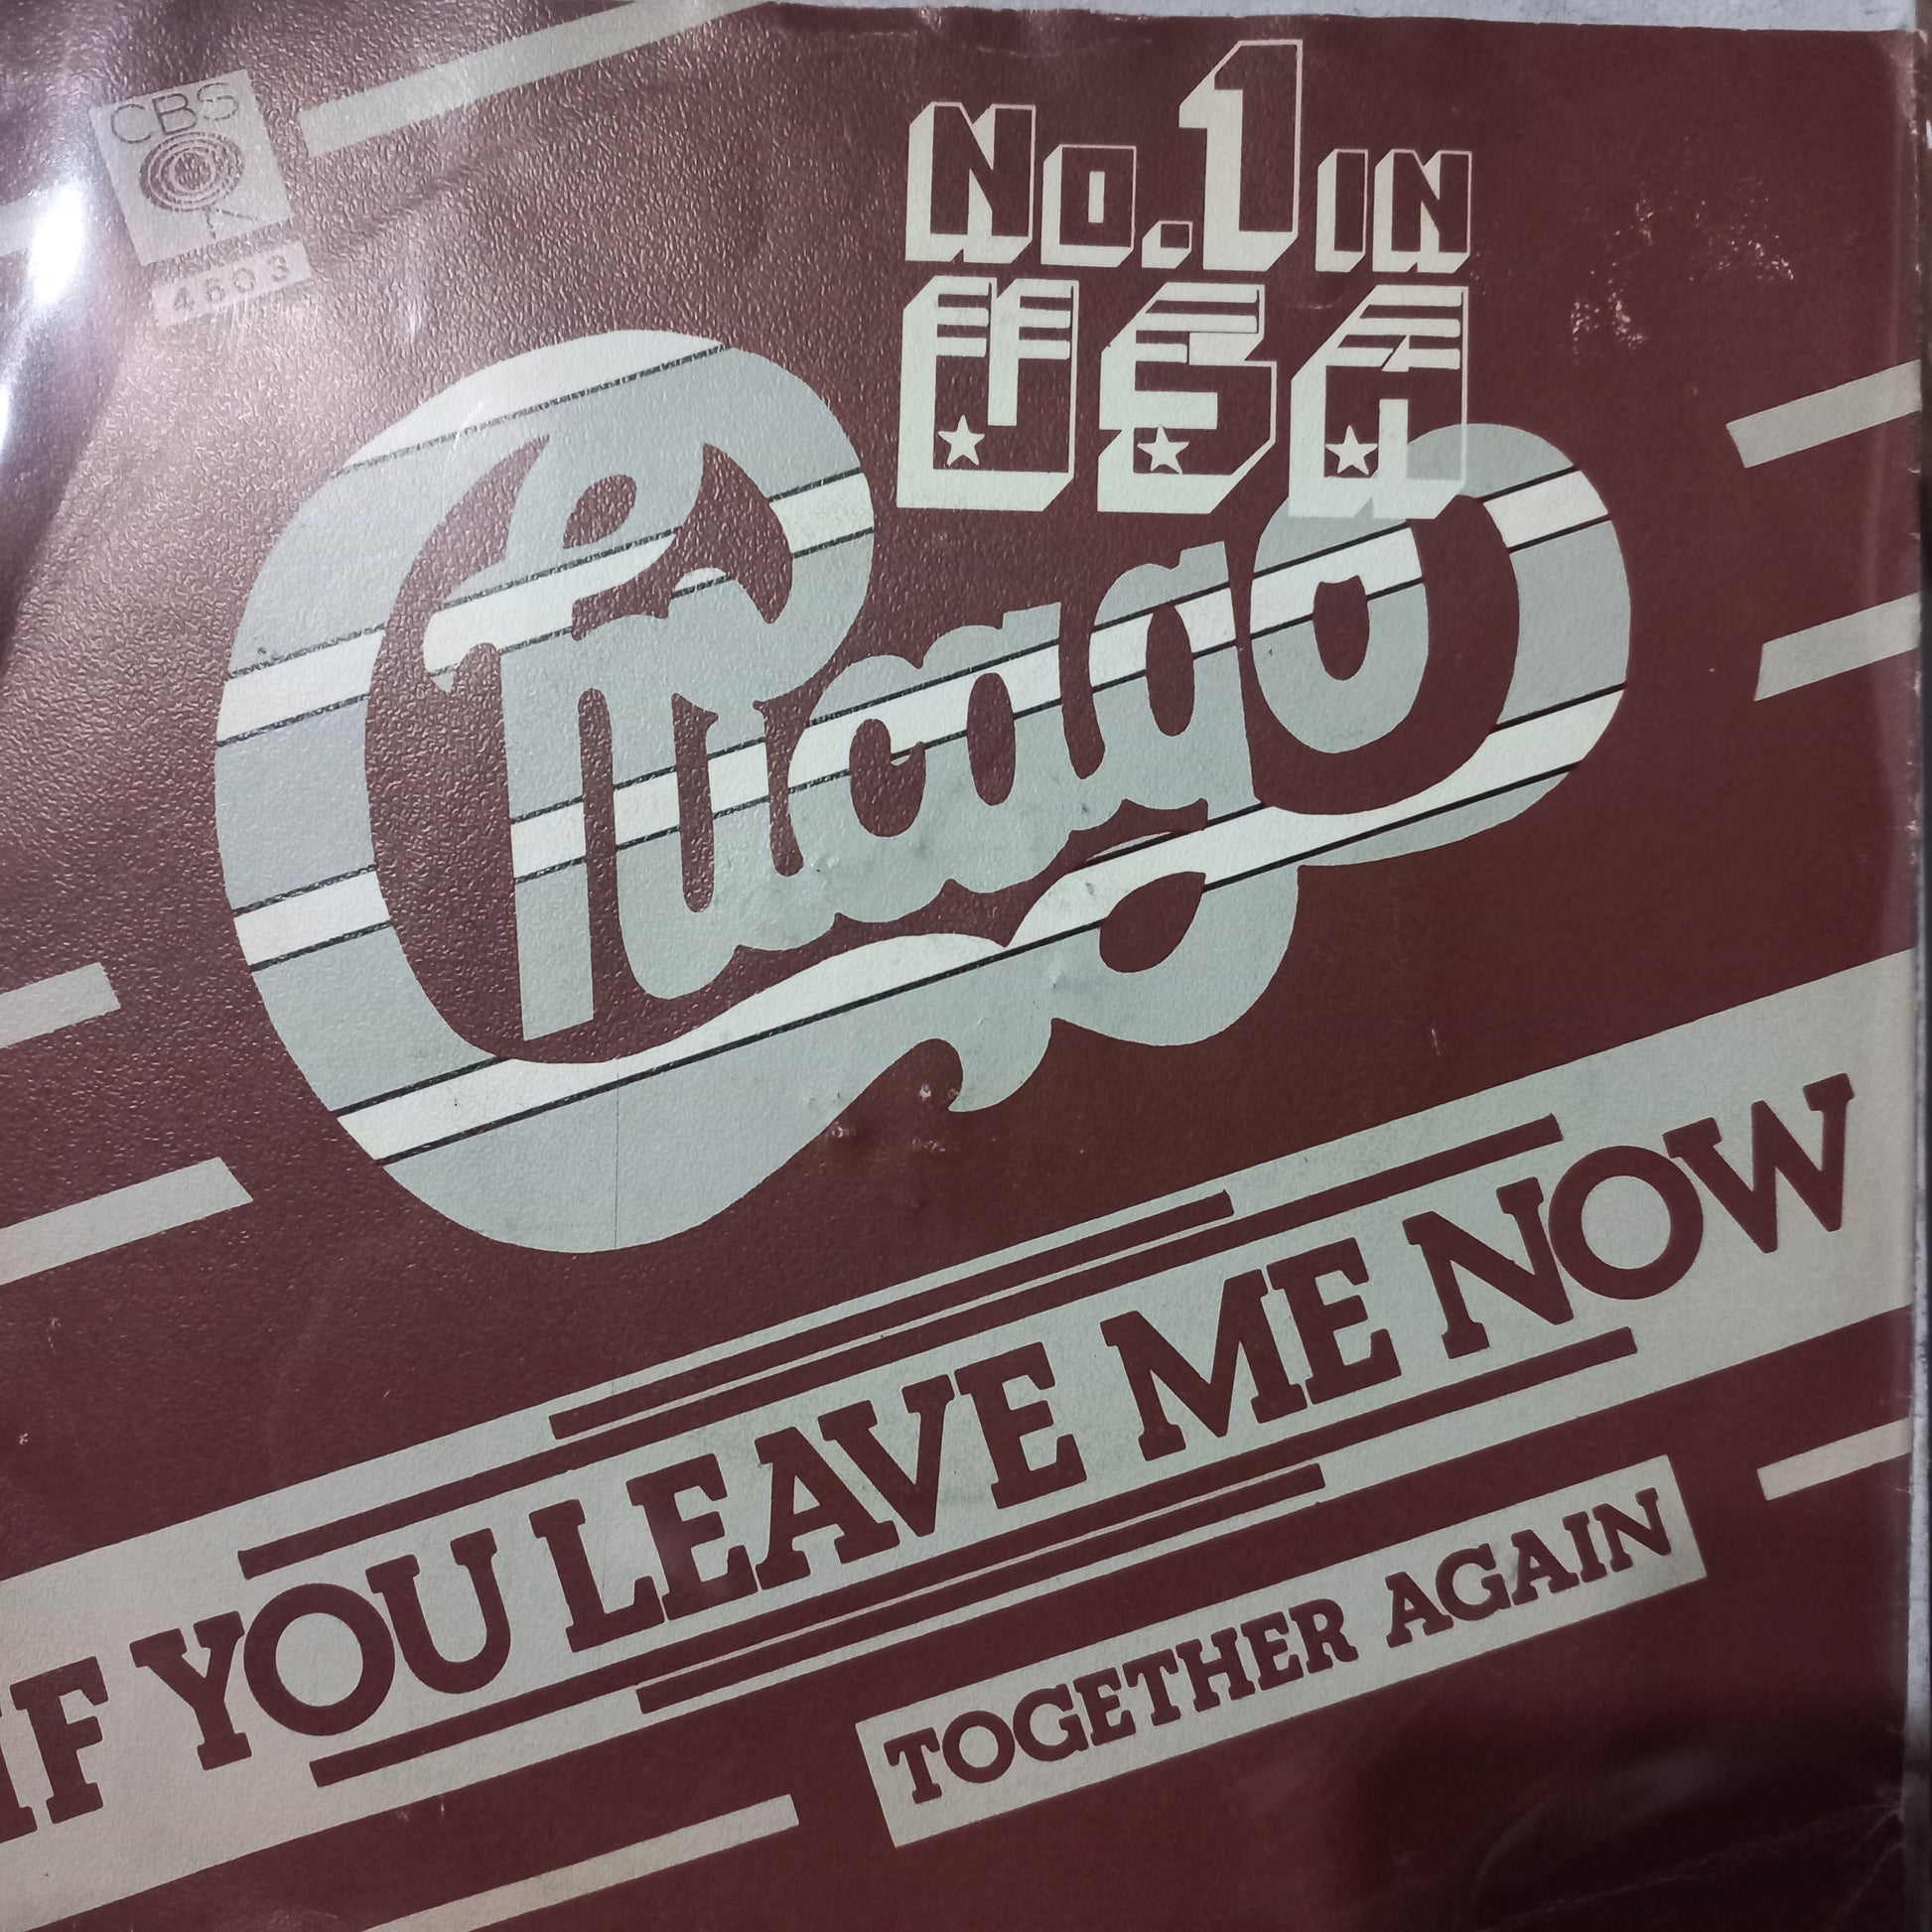 CBS
4603
No. 1 IN
USA
Chicago
IF YOU LEAVE ME NOW
TOGETHER AGAIN